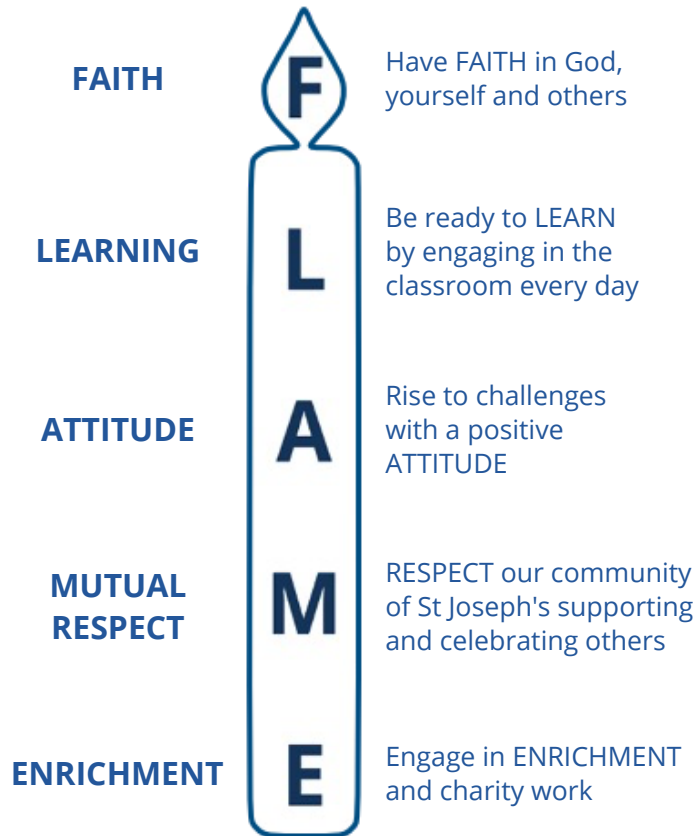 FAITH
F
Have FAITH in God,
yourself and others
LEARNING
L
Be ready to LEARN
by engaging in the
classroom every day
ATTITUDE
A
Rise to challenges
with a positive
ATTITUDE
MUTUAL
RESPECT
M
RESPECT our community
of St Joseph's supporting
and celebrating others
ENRICHMENT
E
Engage in ENRICHMENT
and charity work